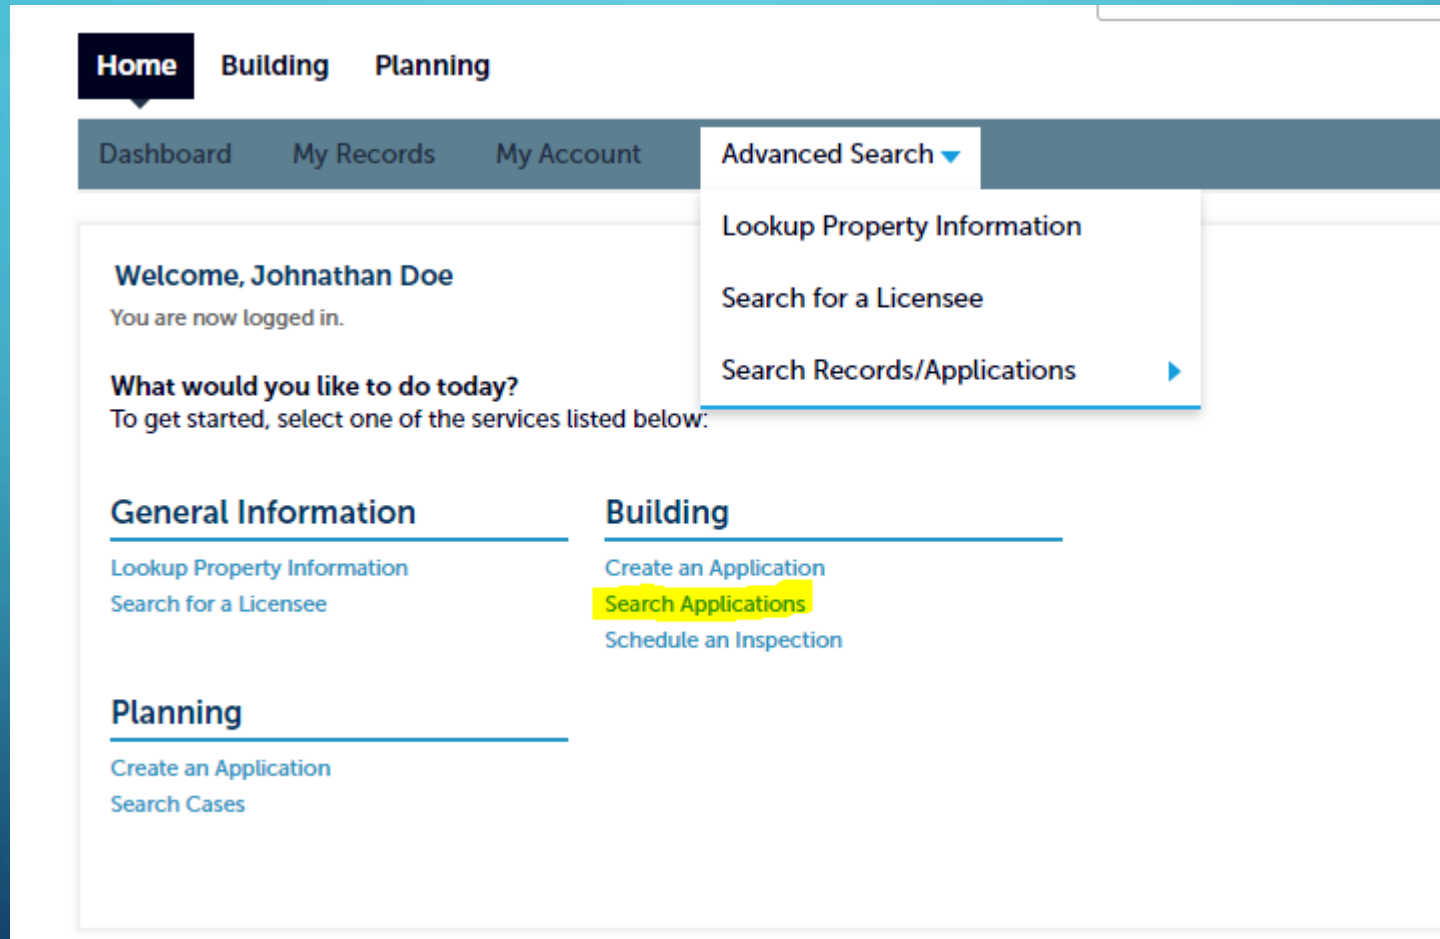 Home Building Planning
Dashboard My Records My Account Advanced Search
Lookup Property Information
Search for a Licensee
Search Records/Applications
Welcome, Johnathan Doe
You are now logged in.
What would you like to do today?
To get started, select one of the services listed below:
General Information
Lookup Property Information
Search for a Licensee
Building
Create an Application
Search Applications
Schedule an Inspection
Planning
Create an Application
Search Cases